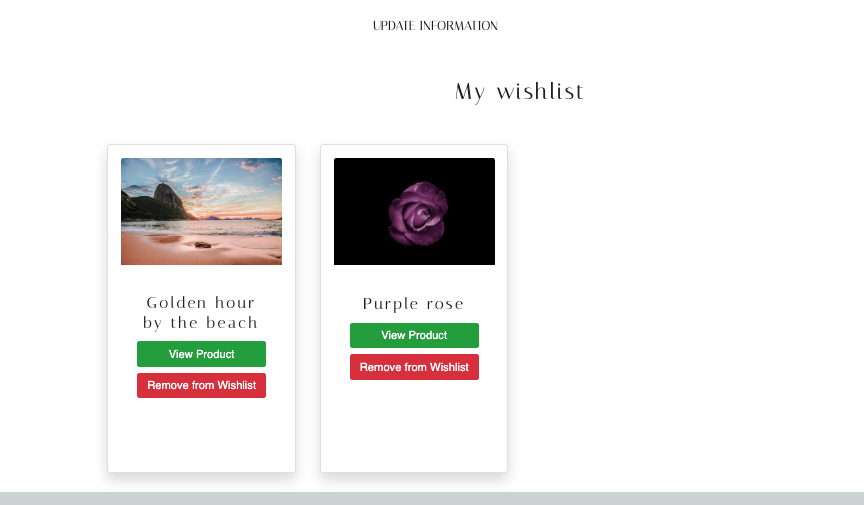 UPDATE INFORMATION
My wishlist
Golden hour
by the beach
View Product
Remove from Wishlist
Purple rose
View Product
Remove from Wishlist